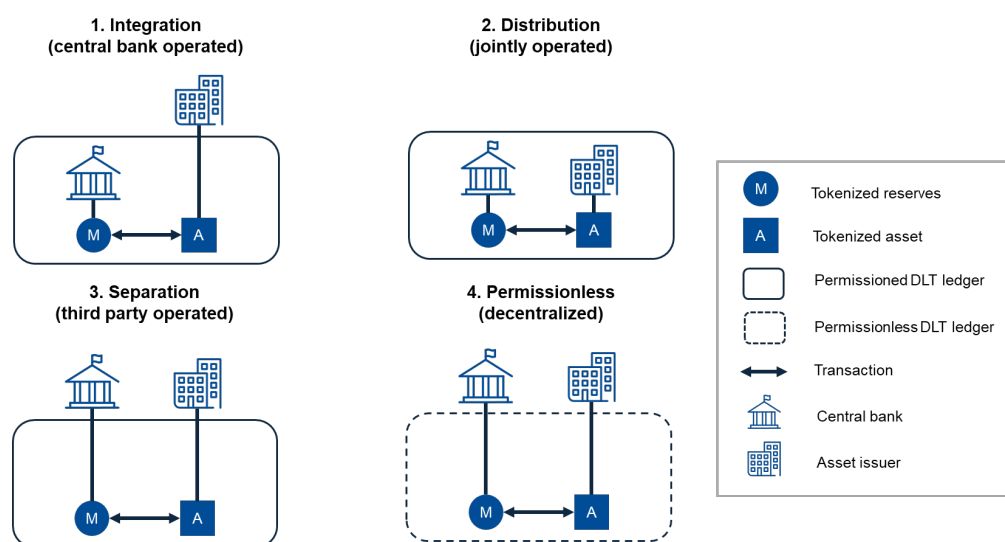 1. Integration
(central bank operated)
2. Distribution
(jointly operated)
M
A
M
A
3. Separation
(third party operated)
4. Permissionless
(decentralized)
M
A
M
A
M
Tokenized reserves
A
Tokenized asset
Permissioned DLT ledger
Permissionless DLT ledger
Transaction
Central bank
Asset issuer